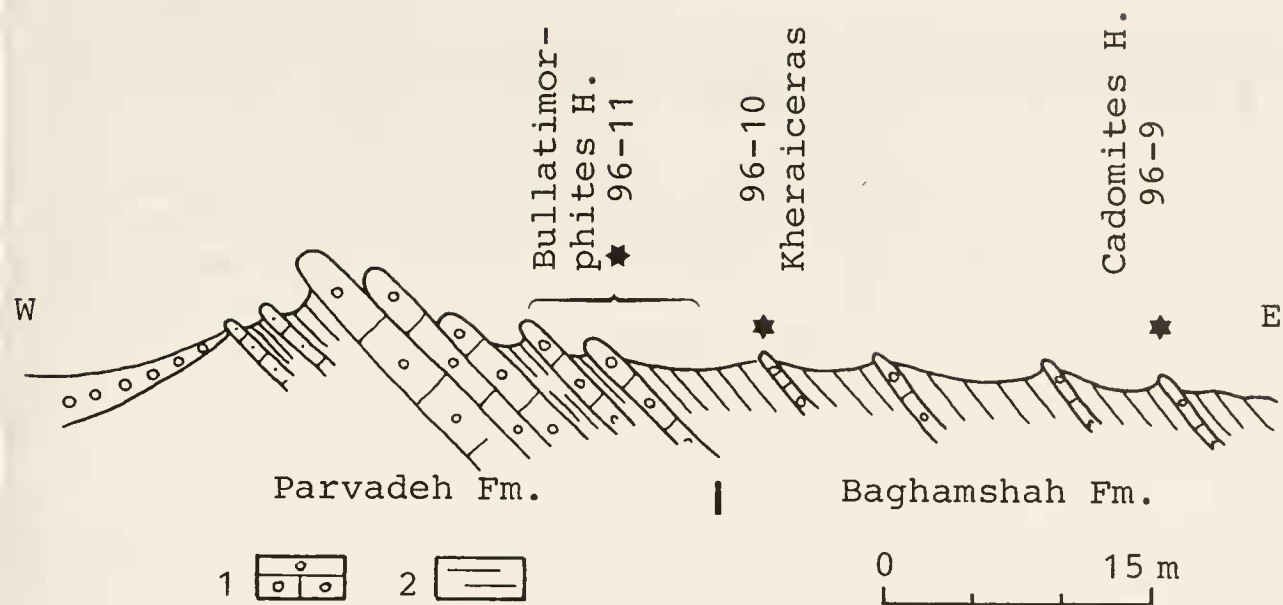 Bullatimor-
phites H.
96-11
96-10
Kheraiceras
Cadomites H.
96-9
W
E
Parvadeh Fm.
Baghamshah Fm.
1
2
0
15 m